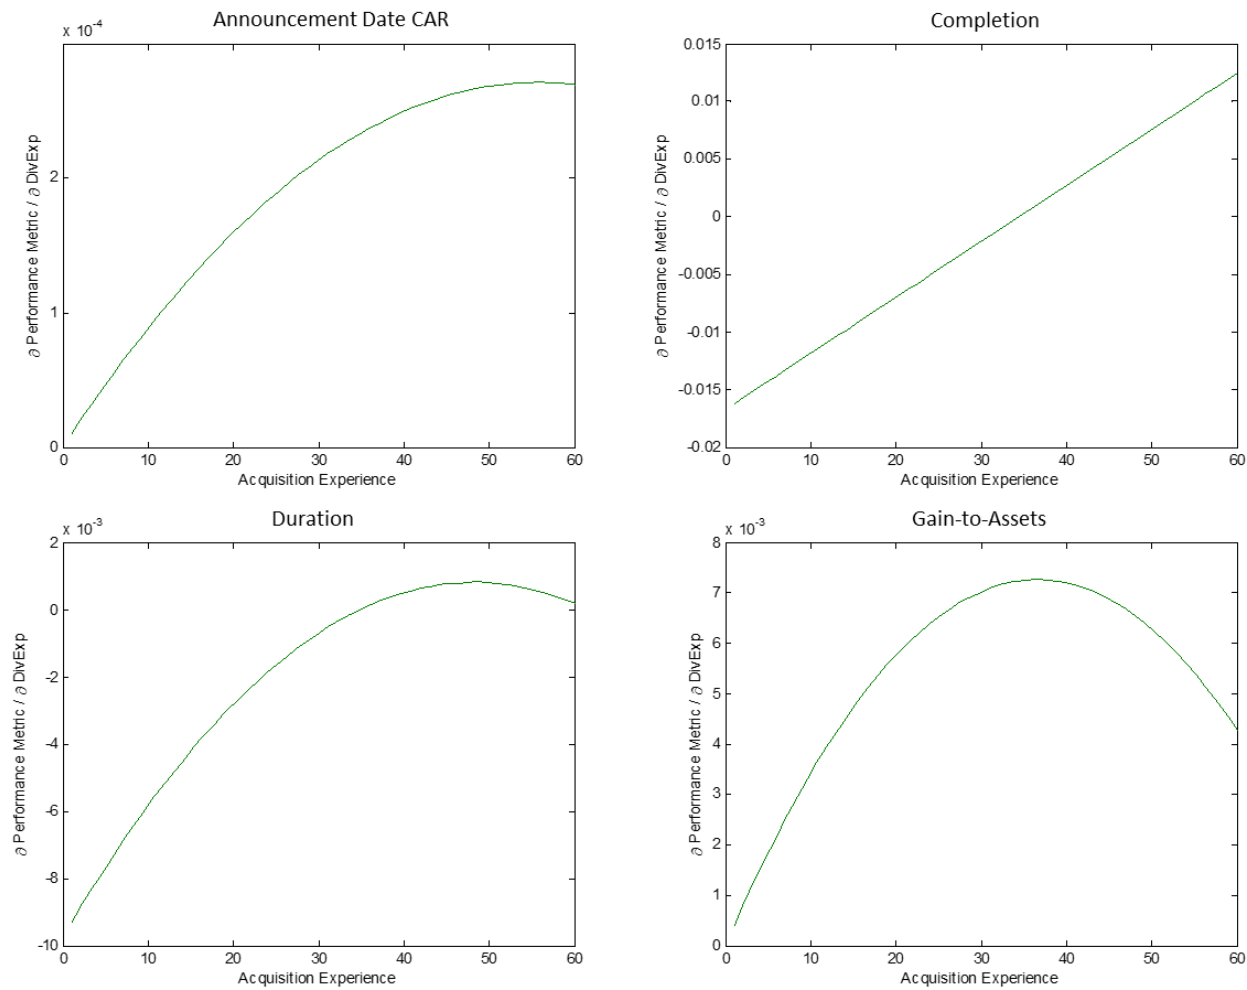 Announcement Date CAR
x 10-4
2
1
0
0 10 20 30 40 50 60
Acquisition Experience
∂ Performance Metric / ∂ DivExp
Completion
0.015
0.01
0.005
0
-0.005
-0.01
-0.015
-0.02
0 10 20 30 40 50 60
Acquisition Experience
∂ Performance Metric / ∂ DivExp
Duration
x 10-3
2
0
-2
-4
-6
-8
-10
0 10 20 30 40 50 60
Acquisition Experience
∂ Performance Metric / ∂ DivExp
Gain-to-Assets
x 10-3
8
7
6
5
4
3
2
1
0
0 10 20 30 40 50 60
Acquisition Experience
∂ Performance Metric / ∂ DivExp